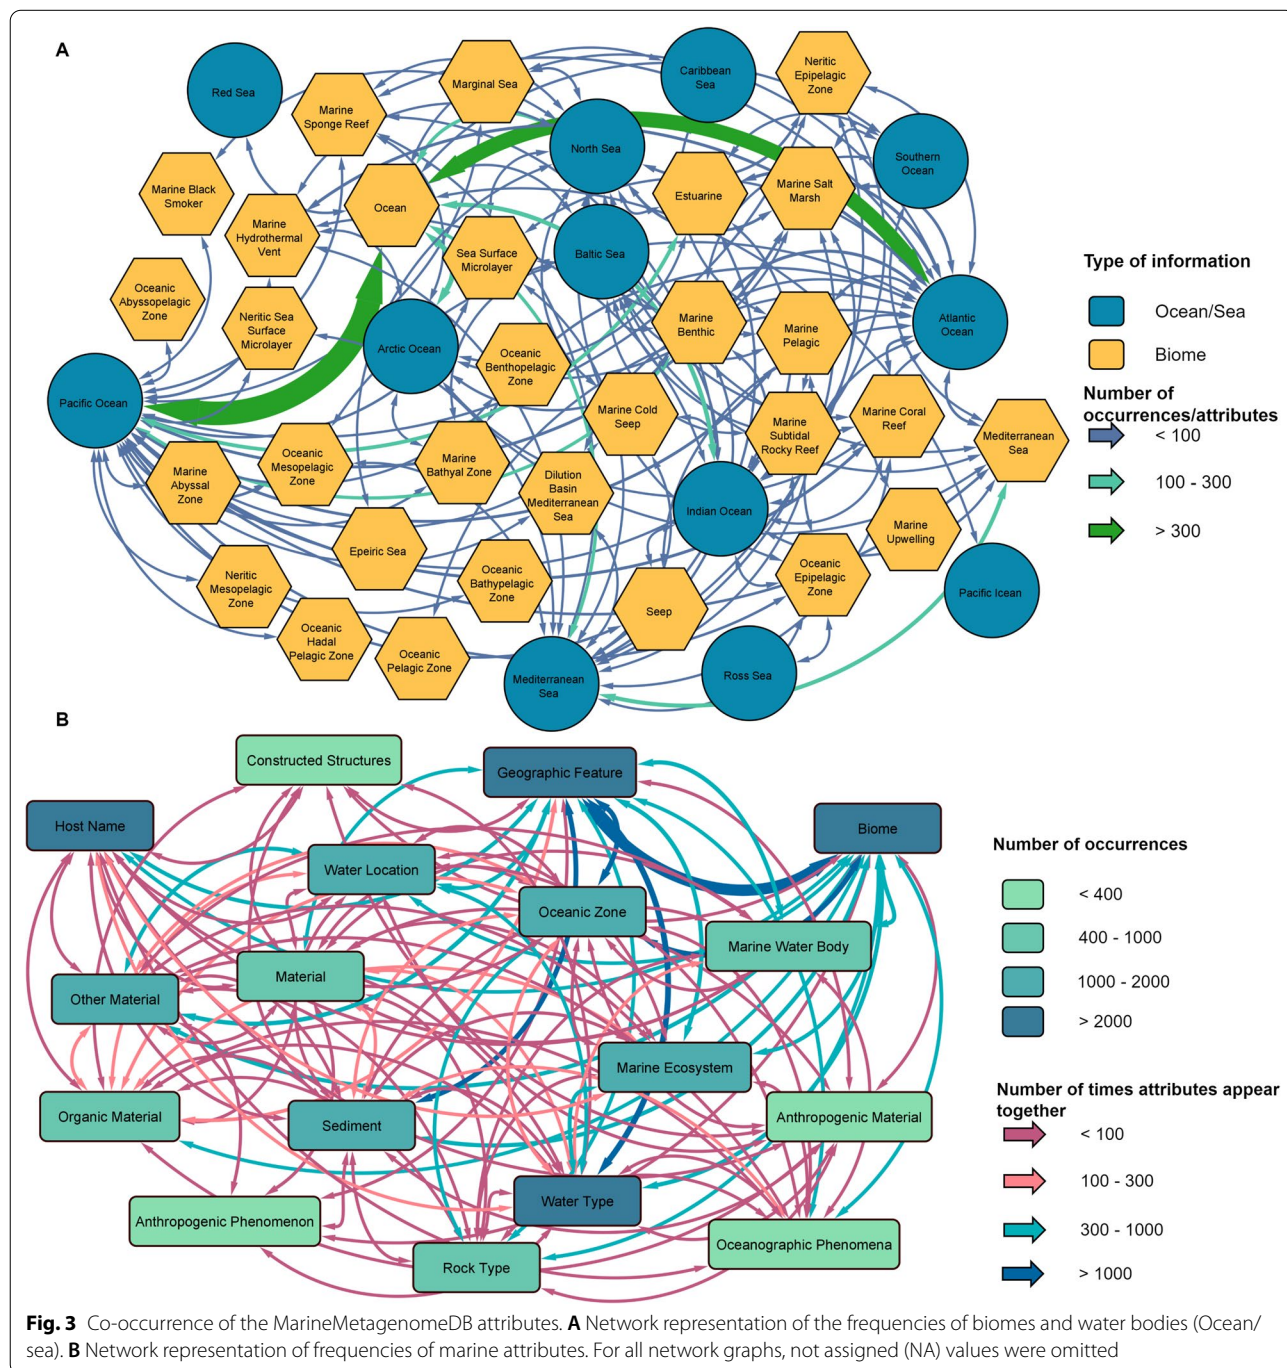 A
Red Sea
Marine
Sponge Reef
Marginal Sea
Caribbean
Sea
Neritic
Epipelagic
Zone
North Sea
Southern
Ocean
Marine Black
Smoker
Marine
Hydrothermal
Vent
Ocean
Estuarine
Marine Salt
Marsh
Sea Surface
Microlayer
Baltic Sea
Oceanic
Abyssopelagic
Zone
Neritic Sea
Surface
Microlayer
Arctic Ocean
Oceanic
Benthopelagic
Zone
Marine
Benthic
Marine
Pelagic
Atlantic
Ocean
Pacific Ocean
Marine Cold
Seep
Marine
Subtidal
Rocky Reef
Marine Coral
Reef
Mediterranean
Sea
Marine
Abyssal
Zone
Oceanic
Mesopelagic
Zone
Marine
Bathyal Zone
Dilution
Basin
Mediterranean
Sea
Indian Ocean
Marine
Upwelling
Epeiric Sea
Neritic
Mesopelagic
Zone
Oceanic
Bathypelagic
Zone
Seep
Oceanic
Epipelagic
Zone
Pacific Icean
Oceanic
Hadal
Pelagic Zone
Oceanic
Pelagic Zone
Mediterranean
Sea
Ross Sea
Type of information
Ocean/Sea
Biome
Number of
occurrences/attributes
< 100
100 - 300
> 300
B
Constructed Structures
Geographic Feature
Host Name
Biome
Water Location
Oceanic Zone
Marine Water Body
Material
Other Material
Marine Ecosystem
Organic Material
Sediment
Anthropogenic Material
Water Type
Anthropogenic Phenomenon
Oceanographic Phenomena
Rock Type
Number of occurrences
< 400
400 - 1000
1000 - 2000
> 2000
Number of times attributes appear
together
< 100
100 - 300
300 - 1000
> 1000
Fig. 3 Co-occurrence of the MarineMetagenomeDB attributes. A Network representation of the frequencies of biomes and water bodies (Ocean/
sea). B Network representation of frequencies of marine attributes. For all network graphs, not assigned (NA) values were omitted